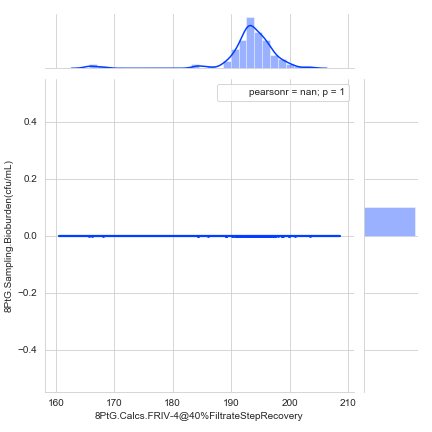 pearsonr = nan; p = 1
8PtG.Sampling.Bioburden(cfu/mL)
0.4
0.2
0.0
−0.2
−0.4
160 170 180 190 200 210
8PtG.Calcs.FRIV-4@40%FiltrateStepRecovery